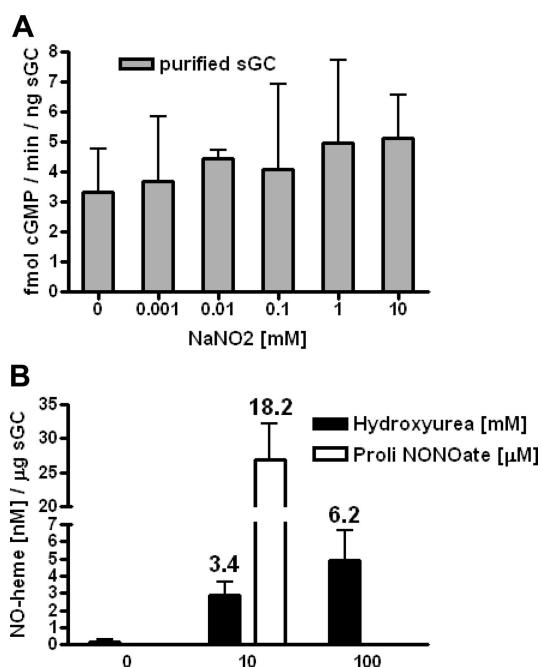 A
fmol cGMP / min / ng sGC
8
7
6
5
4
3
2
1
0
purified sGC
0 0.001 0.01 0.1 1 10
NaNO2 [mM]
B
NO-heme [nM] / µg sGC
35
30
25
20
15
7
6
5
4
3
2
1
0
18.2
3.4
6.2
Hydroxyurea [mM]
Proli NONOate [µM]
0 10 100